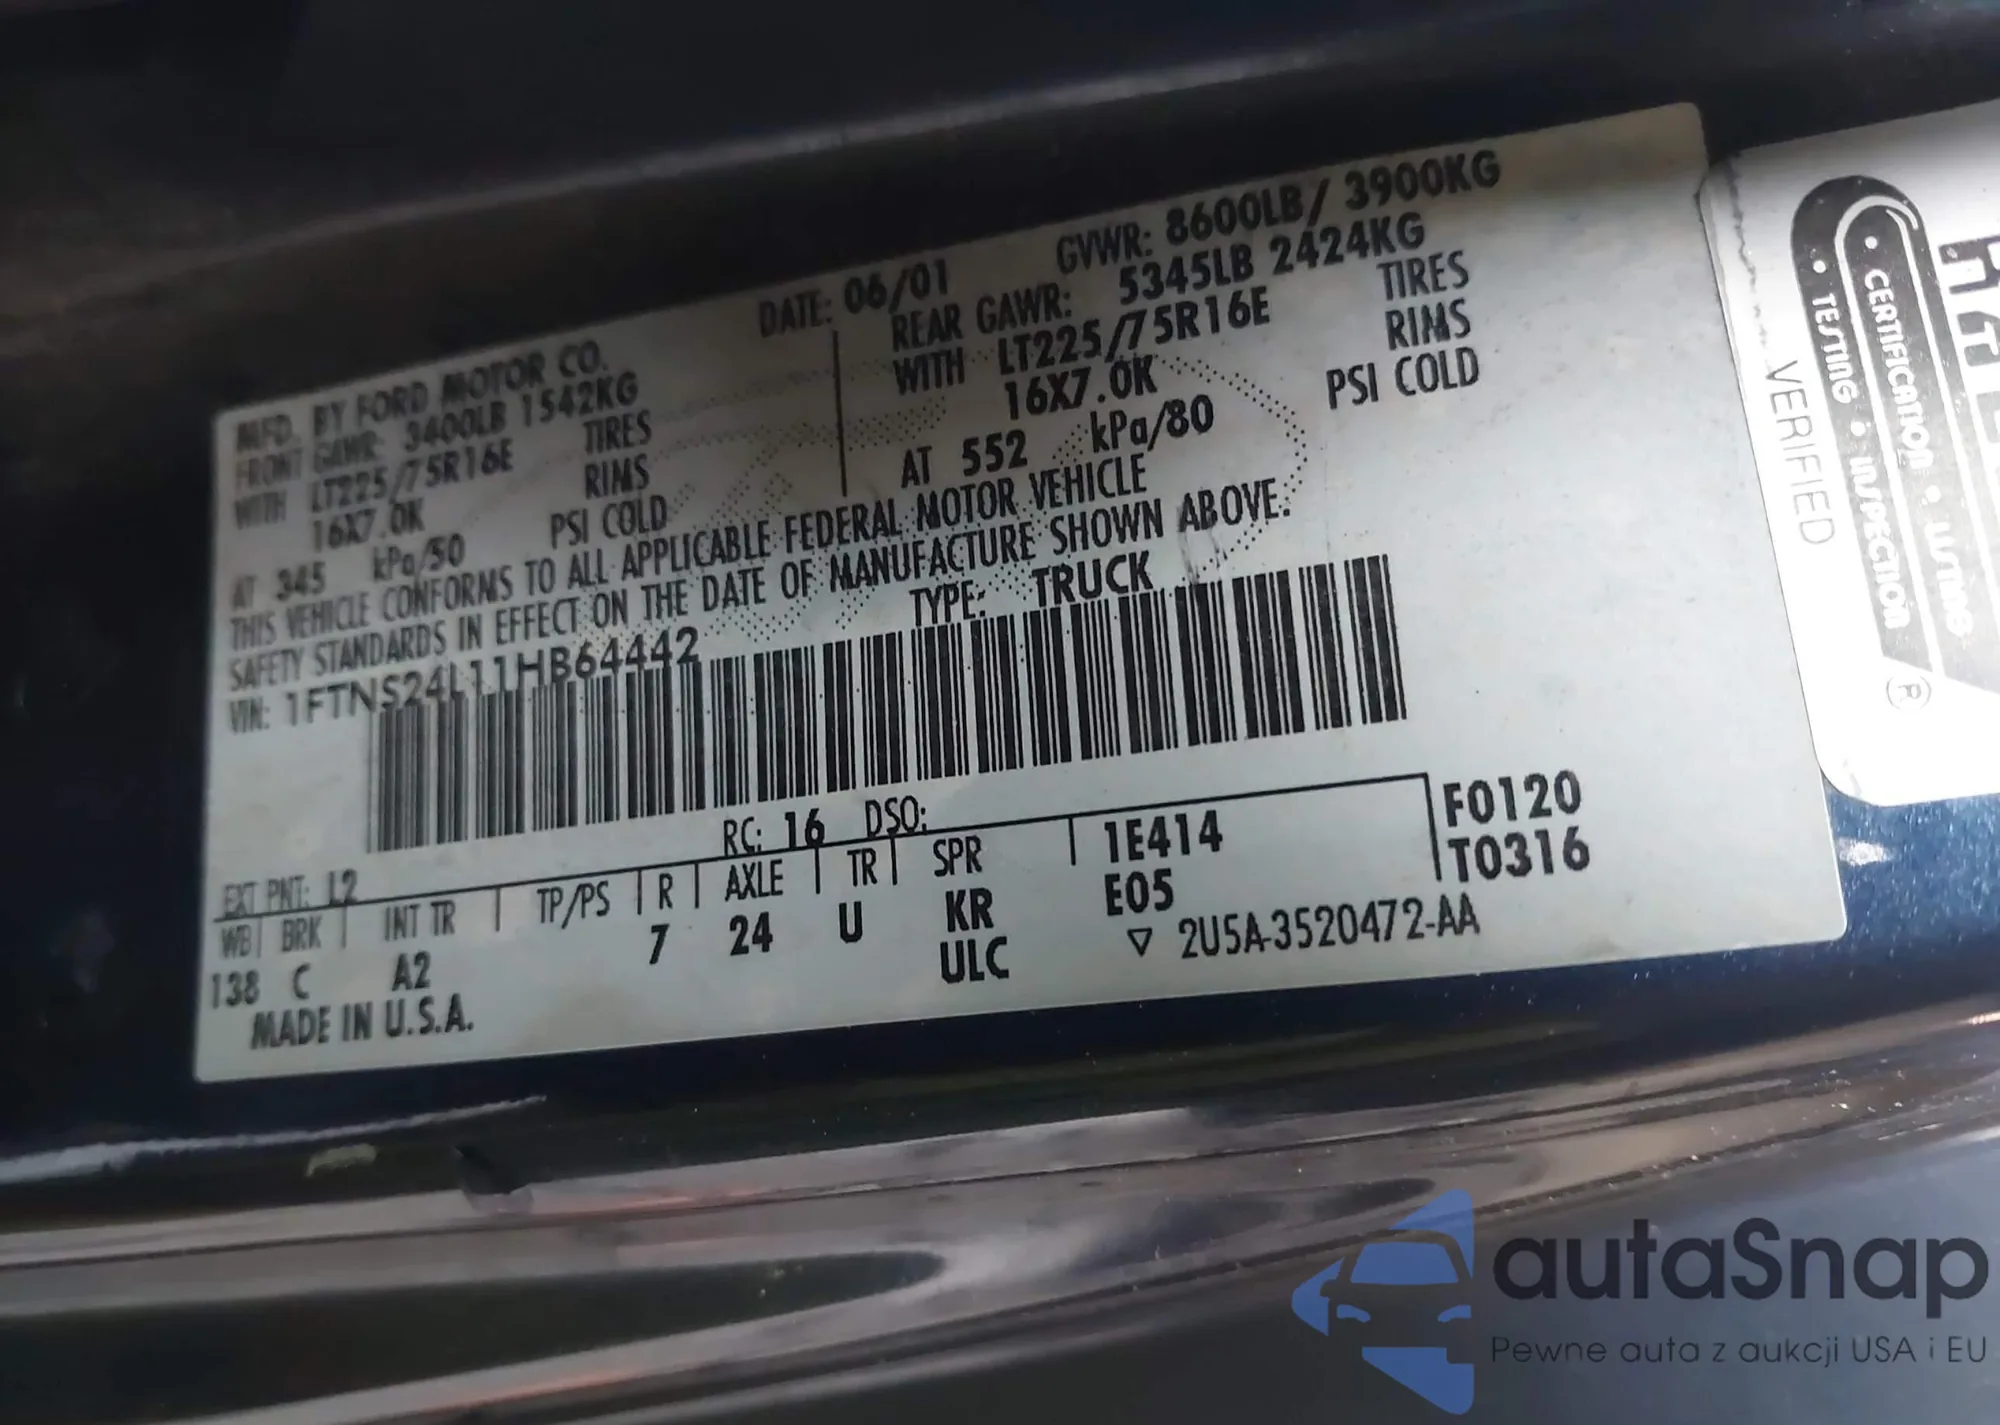 MFD. BY FORD MOTOR CO.
DATE: 06/01
GVWR: 8600LB/ 3900KG
FRONT GAWR: 3400LB 1542KG
REAR GAWR: 5345LB 2424KG
WITH LT225/75R16E TIRES
WITH LT225/75R16E TIRES
16X7.0K RIMS
16X7.0K RIMS
AT 345 kPa/50 PSI COLD
AT 552 kPa/80 PSI COLD
THIS VEHICLE CONFORMS TO ALL APPLICABLE FEDERAL MOTOR VEHICLE
SAFETY STANDARDS IN EFFECT ON THE DATE OF MANUFACTURE SHOWN ABOVE.
VIN: 1FTNS24L11HB64442
TYPE: TRUCK
EXT PNT: L2 RC: 16 DSO:
WB BRK INT TR TP/PS R AXLE TR SPR
138 C A2 7 24 U KR
ULC
1E414
E05
F0120
T0316
▽ 2U5A-3520472-AA
MADE IN U.S.A.
VERIFIED
• TESTING • INSPECTION
• CERTIFICATION •
®
autaSnap
Pewne auta z aukcji USA i EU